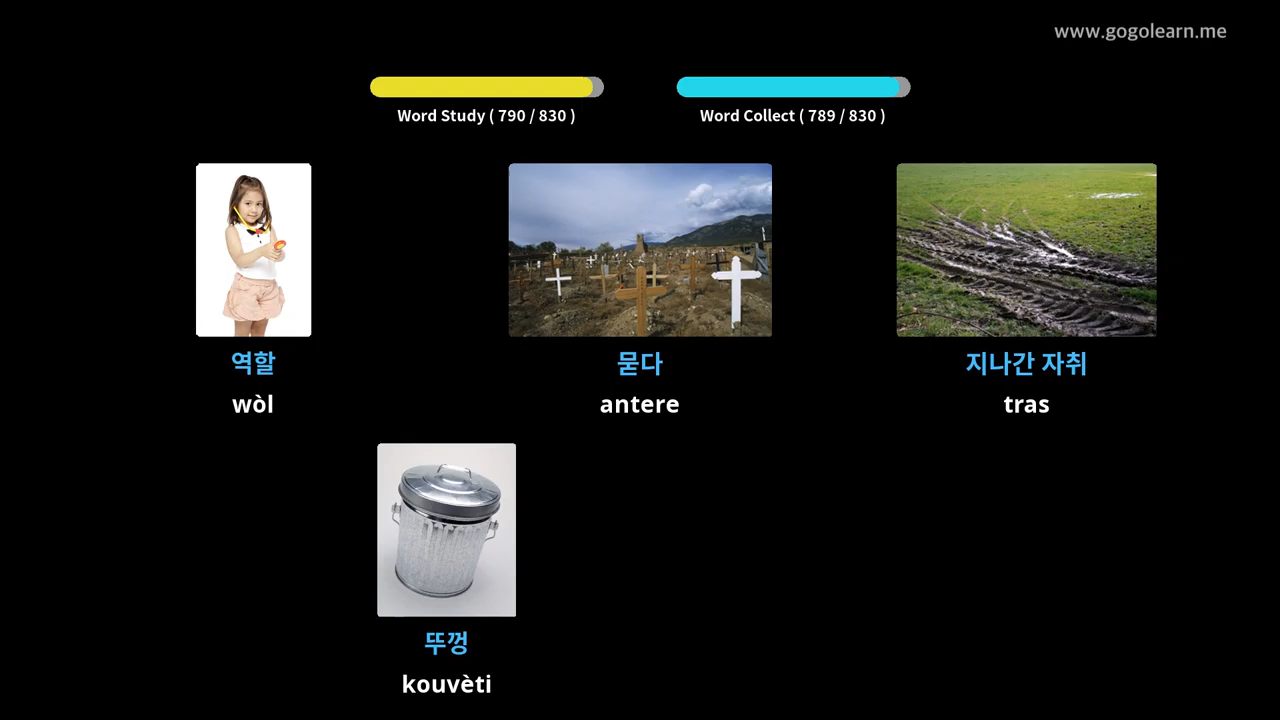 www.gogolearn.me
Word Study ( 790 / 830 )
Word Collect ( 789 / 830 )
역할
wòl
묻다
antere
지나간 자취
tras
뚜껑
kouvèti